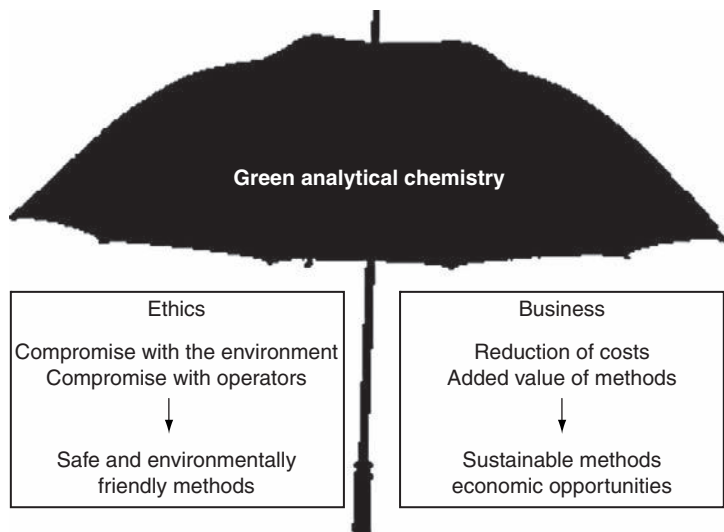 Green analytical chemistry
Ethics
Compromise with the environment
Compromise with operators
Safe and environmentally
friendly methods
Business
Reduction of costs
Added value of methods
Sustainable methods
economic opportunities